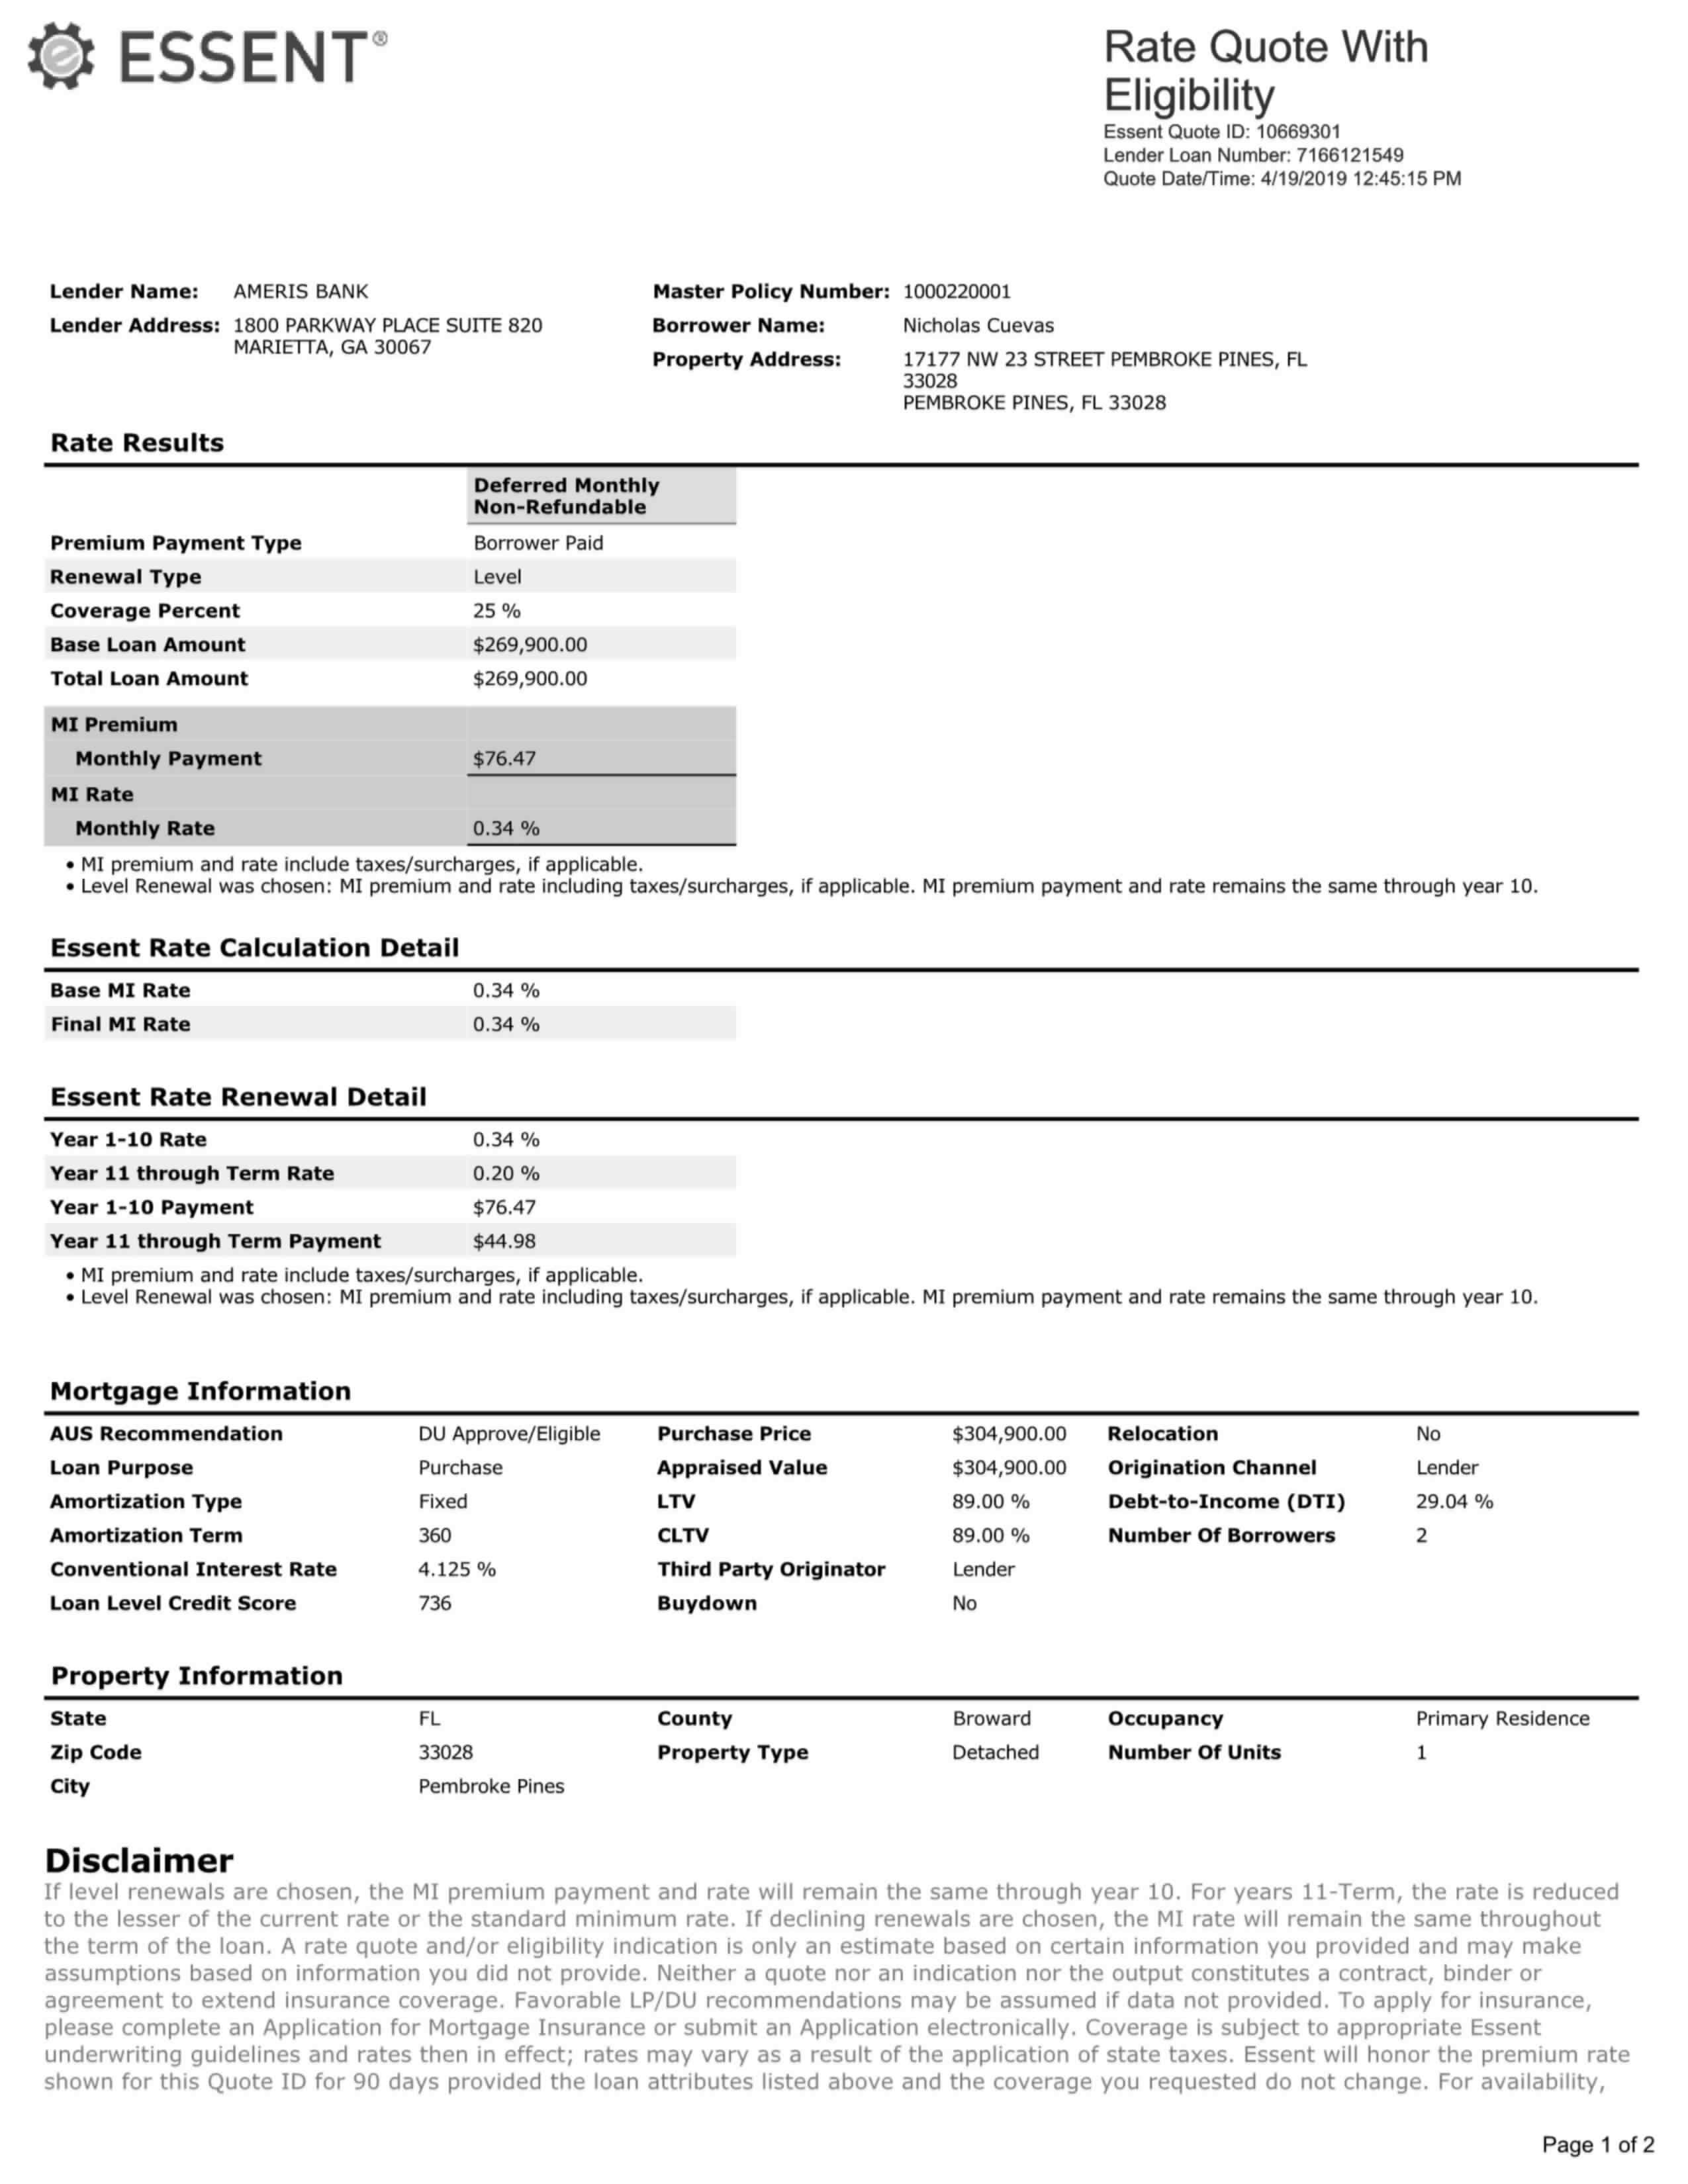 ESSENT®
Rate Quote With
Eligibility
Essent Quote ID: 10669301
Lender Loan Number: 7166121549
Quote Date/Time: 4/19/2019 12:45:15 PM
Lender Name: AMERIS BANK
Lender Address: 1800 PARKWAY PLACE SUITE 820
MARIETTA, GA 30067
Master Policy Number: 1000220001
Borrower Name: Nicholas Cuevas
Property Address: 17177 NW 23 STREET PEMBROKE PINES, FL
33028
PEMBROKE PINES, FL 33028
Rate Results
Deferred Monthly
Non-Refundable
Premium Payment Type Borrower Paid
Renewal Type Level
Coverage Percent 25 %
Base Loan Amount $269,900.00
Total Loan Amount $269,900.00
MI Premium
Monthly Payment $76.47
MI Rate
Monthly Rate 0.34 %
• MI premium and rate include taxes/surcharges, if applicable.
• Level Renewal was chosen: MI premium and rate including taxes/surcharges, if applicable. MI premium payment and rate remains the same through year 10.
Essent Rate Calculation Detail
Base MI Rate 0.34 %
Final MI Rate 0.34 %
Essent Rate Renewal Detail
Year 1-10 Rate 0.34 %
Year 11 through Term Rate 0.20 %
Year 1-10 Payment $76.47
Year 11 through Term Payment $44.98
• MI premium and rate include taxes/surcharges, if applicable.
• Level Renewal was chosen: MI premium and rate including taxes/surcharges, if applicable. MI premium payment and rate remains the same through year 10.
Mortgage Information
AUS Recommendation DU Approve/Eligible Purchase Price $304,900.00 Relocation No
Loan Purpose Purchase Appraised Value $304,900.00 Origination Channel Lender
Amortization Type Fixed LTV 89.00 % Debt-to-Income (DTI) 29.04 %
Amortization Term 360 CLTV 89.00 % Number Of Borrowers 2
Conventional Interest Rate 4.125 % Third Party Originator Lender
Loan Level Credit Score 736 Buydown No
Property Information
State FL County Broward Occupancy Primary Residence
Zip Code 33028 Property Type Detached Number Of Units 1
City Pembroke Pines
Disclaimer
If level renewals are chosen, the MI premium payment and rate will remain the same through year 10. For years 11-Term, the rate is reduced
to the lesser of the current rate or the standard minimum rate. If declining renewals are chosen, the MI rate will remain the same throughout
the term of the loan. A rate quote and/or eligibility indication is only an estimate based on certain information you provided and may make
assumptions based on information you did not provide. Neither a quote nor an indication nor the output constitutes a contract, binder or
agreement to extend insurance coverage. Favorable LP/DU recommendations may be assumed if data not provided. To apply for insurance,
please complete an Application for Mortgage Insurance or submit an Application electronically. Coverage is subject to appropriate Essent
underwriting guidelines and rates then in effect; rates may vary as a result of the application of state taxes. Essent will honor the premium rate
shown for this Quote ID for 90 days provided the loan attributes listed above and the coverage you requested do not change. For availability,
Page 1 of 2